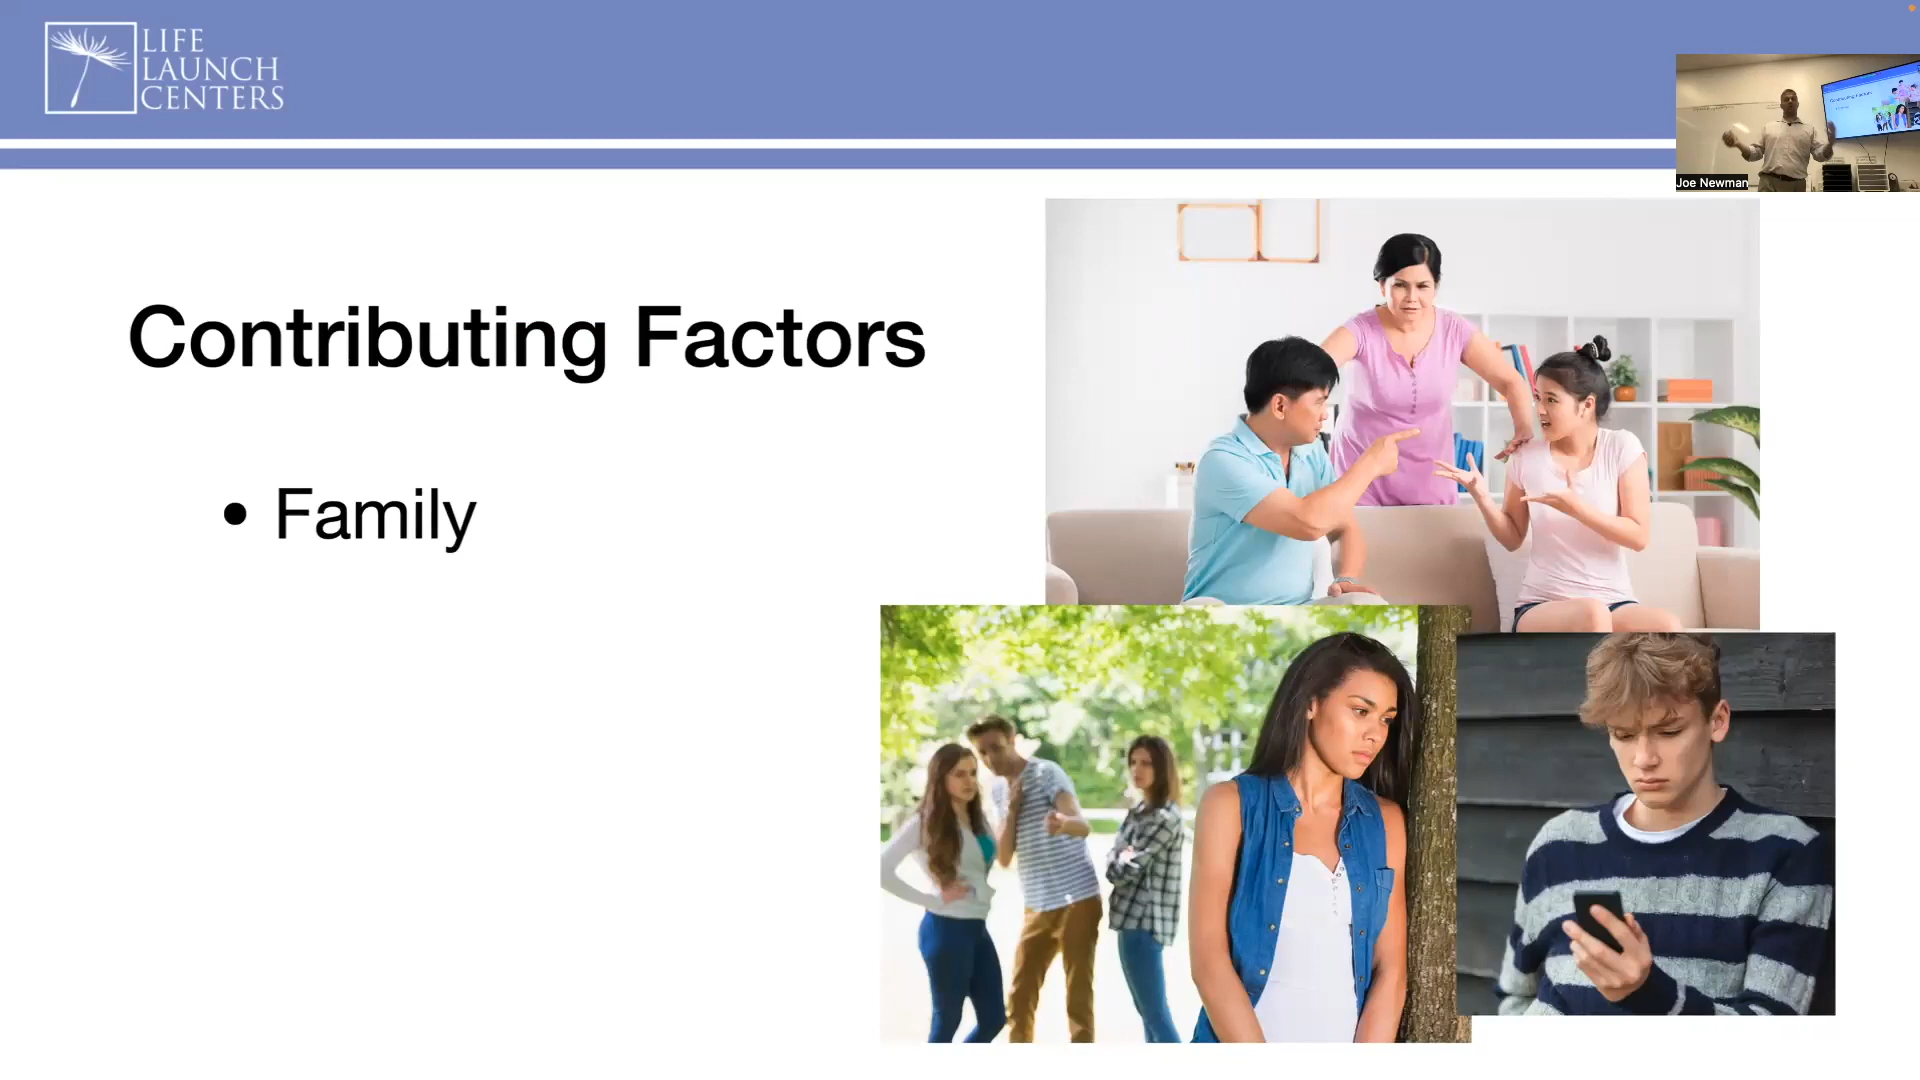 LIFE
LAUNCH
CENTERS
Joe Newman
Contributing Factors
• Family